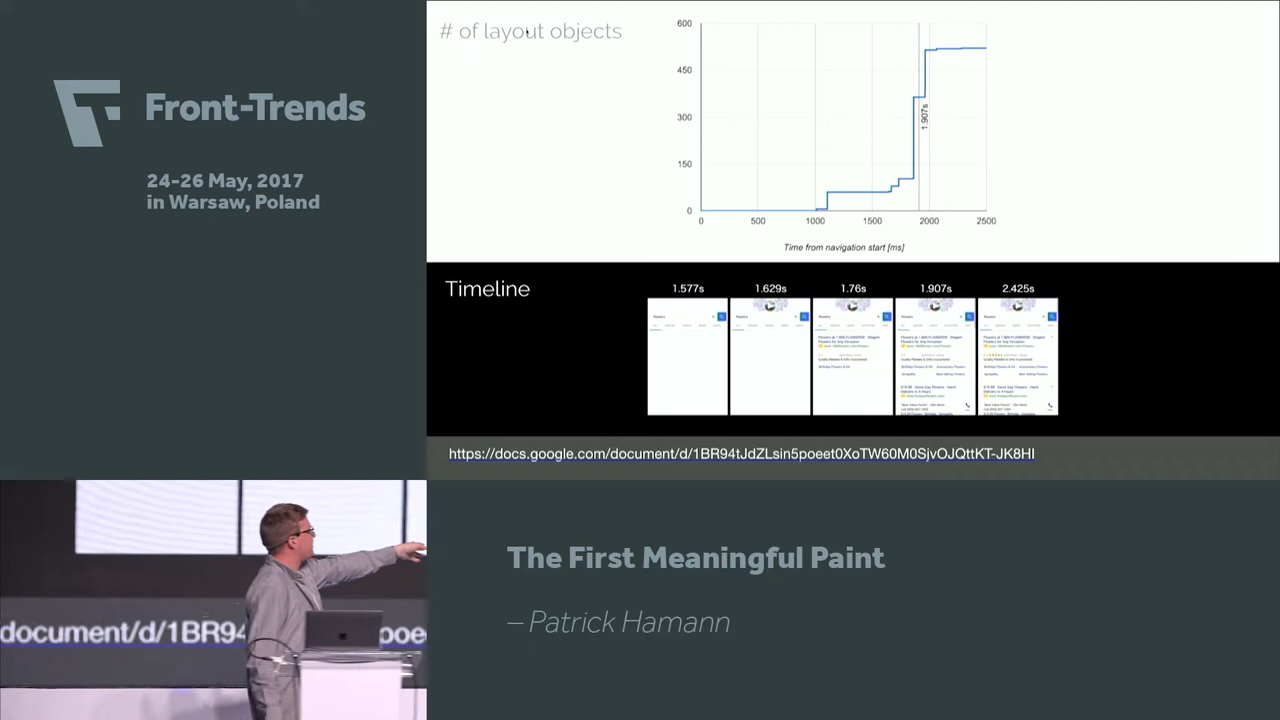 Front-Trends
24-26 May, 2017
in Warsaw, Poland
# of layout objects
600
450
300
150
0
1.907s
0
500
1000
1500
2000
2500
Time from navigation start [ms]
Timeline
1.577s
1.629s
1.76s
1.907s
2.425s
https://docs.google.com/document/d/1BR94tJdZLsin5poeet0XoTW60M0SjvOJQttKT-JK8HI
document/d/1BR94
poee
The First Meaningful Paint
– Patrick Hamann